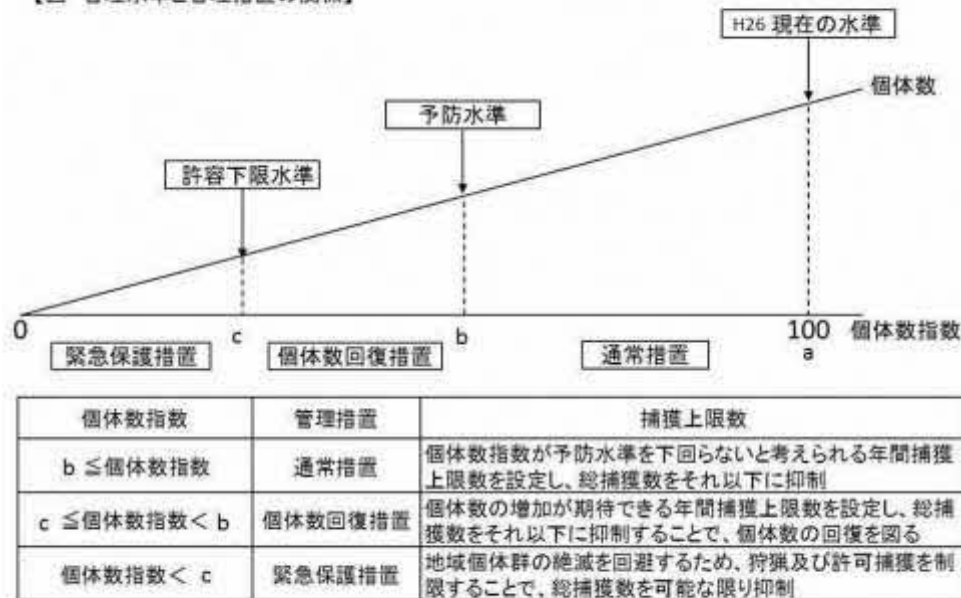 H26 現在の水準
個体数
予防水準
許容下限水準
0
c
b
100
個体数指数
a
緊急保護措置
個体数回復措置
通常措置
個体数指数
管理措置
捕獲上限数
b ≦個体数指数
通常措置
個体数指数が予防水準を下回らないと考えられる年間捕獲
上限数を設定し、総捕獲数をそれ以下に抑制
c ≦個体数指数< b
個体数回復措置
個体数の増加が期待できる年間捕獲上限数を設定し、総捕
獲数をそれ以下に抑制することで、個体数の回復を図る
個体数指数< c
緊急保護措置
地域個体群の絶滅を回避するため、狩猟及び許可捕獲を制
限することで、総捕獲数を可能な限り抑制